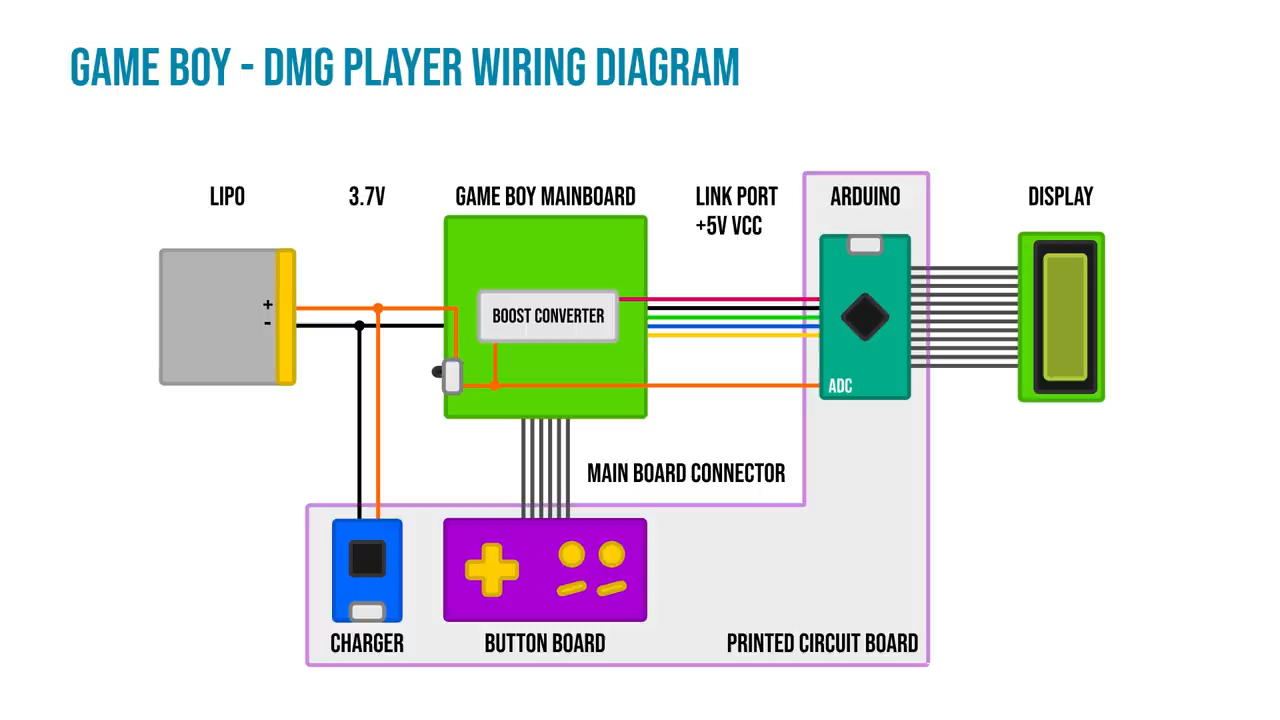 GAME BOY - DMG PLAYER WIRING DIAGRAM
LIPO
3.7V
GAME BOY MAINBOARD
LINK PORT
+5V VCC
ARDUINO
DISPLAY
+
-
BOOST CONVERTER
ADC
MAIN BOARD CONNECTOR
CHARGER
BUTTON BOARD
PRINTED CIRCUIT BOARD